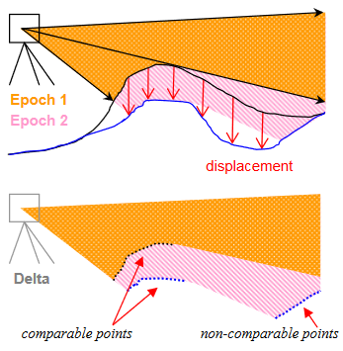 Epoch 1
Epoch 2
displacement
Delta
comparable points
non-comparable points